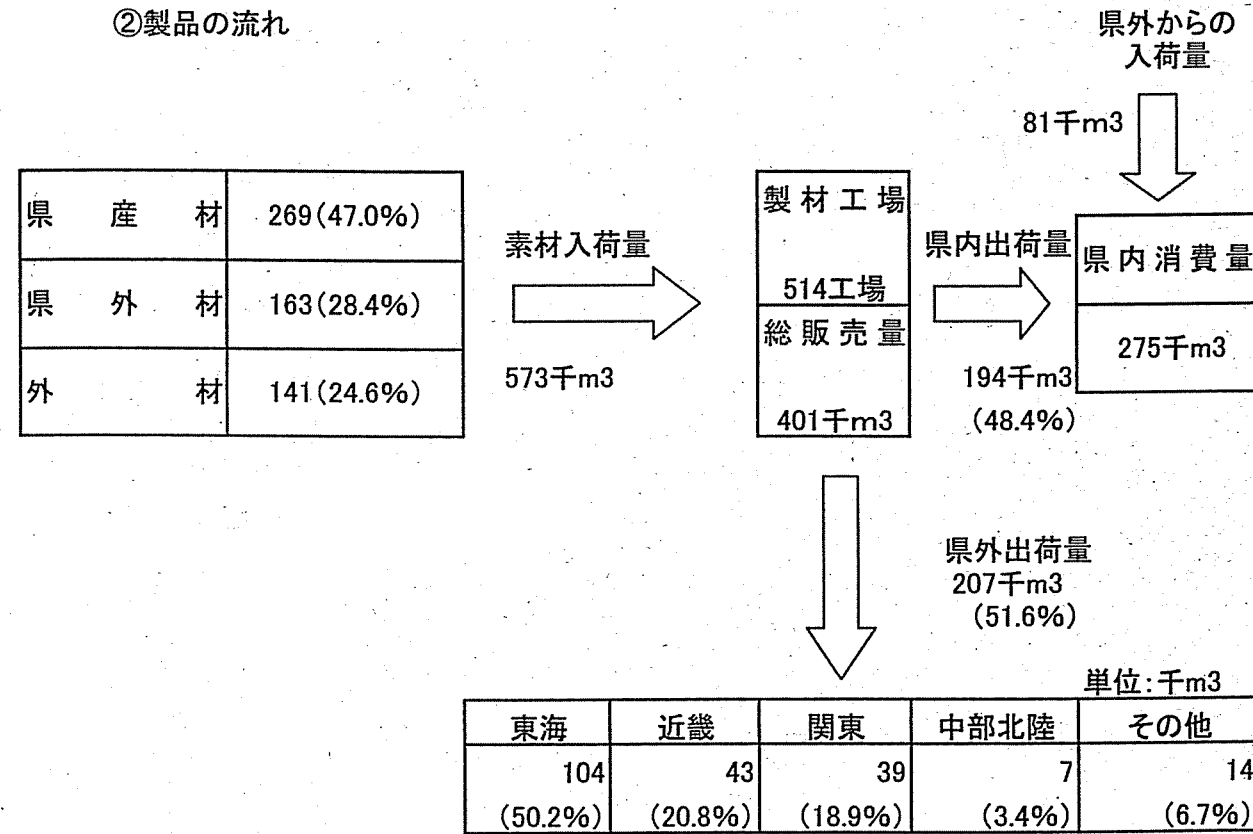 ②製品の流れ
県外からの
入荷量
81千m3
県産材 269(47.0%)
県外材 163(28.4%)
外材 141(24.6%)
素材入荷量
573千m3
製材工場
514工場
総販売量
401千m3
県内出荷量
194千m3
(48.4%)
県内消費量
275千m3
県外出荷量
207千m3
(51.6%)
単位:千m3
東海 近畿 関東 中部北陸 その他
104 43 39 7 14
(50.2%) (20.8%) (18.9%) (3.4%) (6.7%)